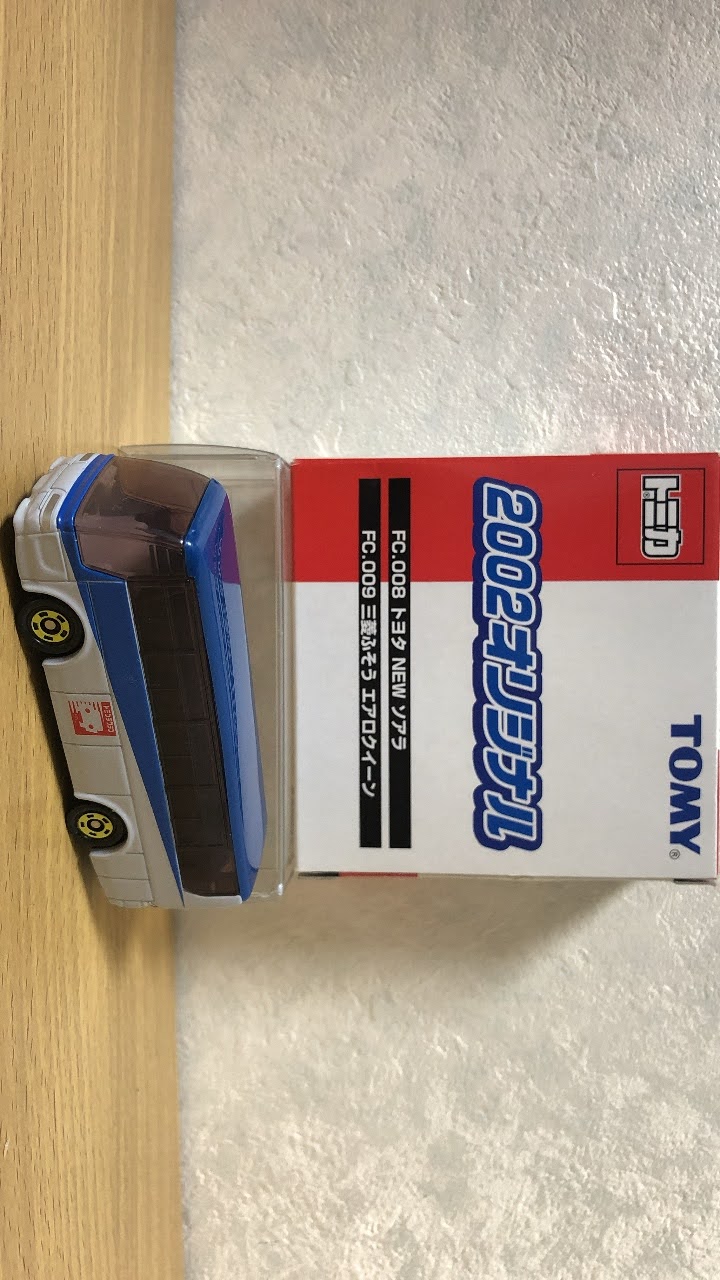 トミカ®
TOMY®
2002オリジナル
FC.008 トヨタ NEW ソアラ
FC.009 三菱ふそう エアロクイーン